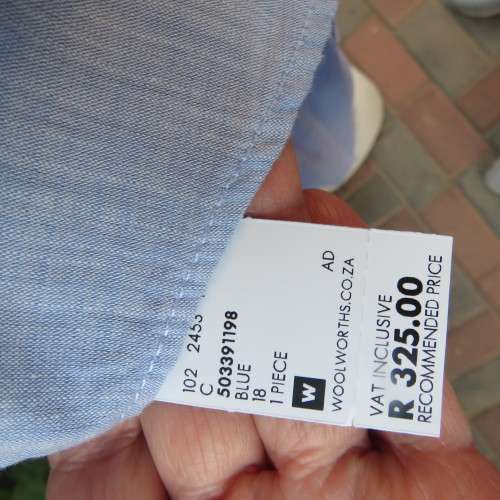 102 2453
C
503391198
BLUE
18
1 PIECE
W
AD
WOOLWORTHS.CO.ZA
VAT INCLUSIVE
R 325.00
RECOMMENDED PRICE